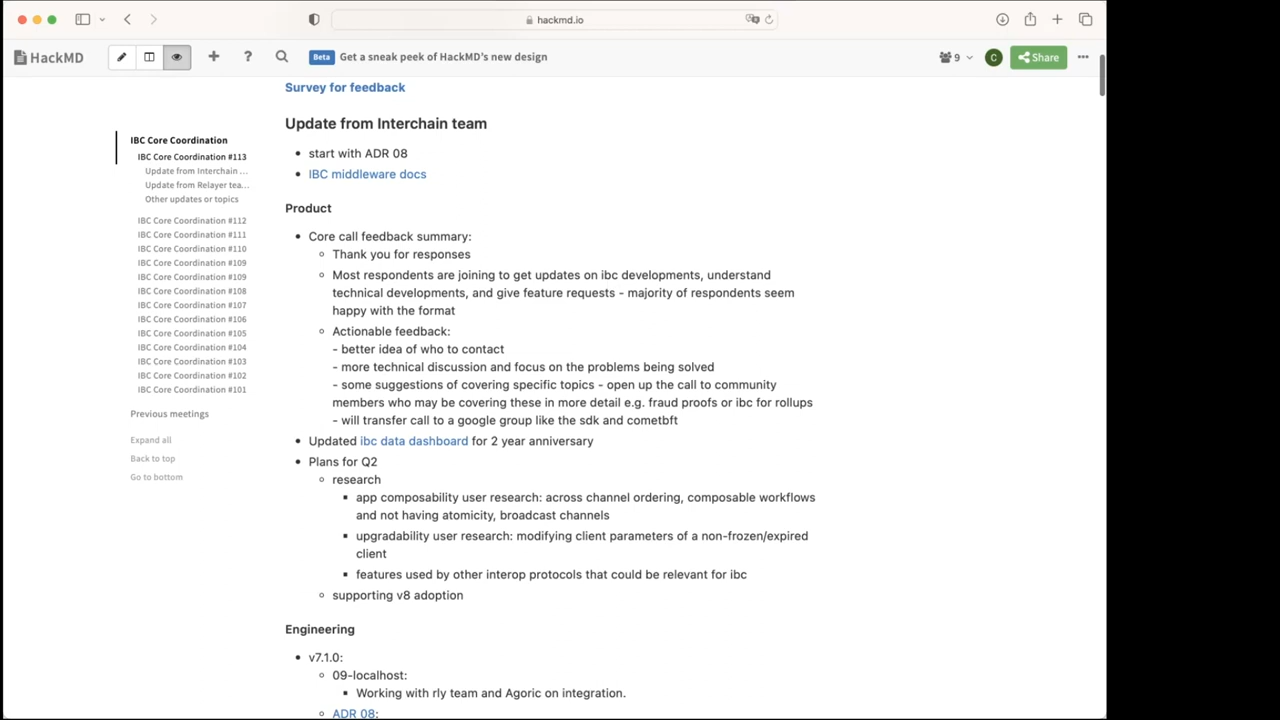 hackmd.io
HackMD
Beta Get a sneak peek of HackMD's new design
9
C
Share
IBC Core Coordination
IBC Core Coordination #113
Update from Interchain ...
Update from Relayer tea...
Other updates or topics
IBC Core Coordination #112
IBC Core Coordination #111
IBC Core Coordination #110
IBC Core Coordination #109
IBC Core Coordination #109
IBC Core Coordination #108
IBC Core Coordination #107
IBC Core Coordination #106
IBC Core Coordination #105
IBC Core Coordination #104
IBC Core Coordination #103
IBC Core Coordination #102
IBC Core Coordination #101
Previous meetings
Expand all
Back to top
Go to bottom
Survey for feedback
Update from Interchain team
• start with ADR 08
• IBC middleware docs
Product
• Core call feedback summary:
◦ Thank you for responses
◦ Most respondents are joining to get updates on ibc developments, understand
technical developments, and give feature requests - majority of respondents seem
happy with the format
◦ Actionable feedback:
- better idea of who to contact
- more technical discussion and focus on the problems being solved
- some suggestions of covering specific topics - open up the call to community
members who may be covering these in more detail e.g. fraud proofs or ibc for rollups
- will transfer call to a google group like the sdk and cometbft
• Updated ibc data dashboard for 2 year anniversary
• Plans for Q2
◦ research
▪ app composability user research: across channel ordering, composable workflows
and not having atomicity, broadcast channels
▪ upgradability user research: modifying client parameters of a non-frozen/expired
client
▪ features used by other interop protocols that could be relevant for ibc
◦ supporting v8 adoption
Engineering
• v7.1.0:
◦ 09-localhost:
▪ Working with rly team and Agoric on integration.
◦ ADR 08: